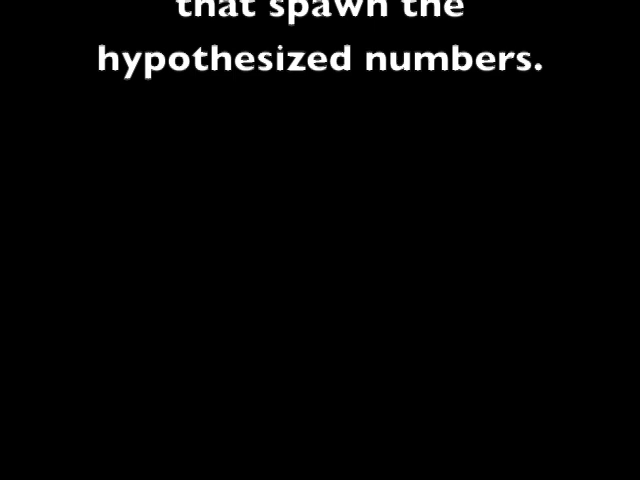 that spawn the
hypothesized numbers.